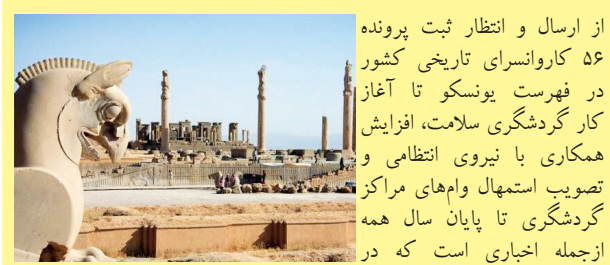 از ارسال و انتظار ثبت پرونده
۵۶ کاروانسرای تاریخی کشور
در فهرست یونسکو تا آغاز
کار گردشگری سلامت، افزایش
همکاری با نیروی انتظامی و
تصویب استمهال وام‌های مراکز
گردشگری تا پایان سال همه
ازجمله اخباری است که در